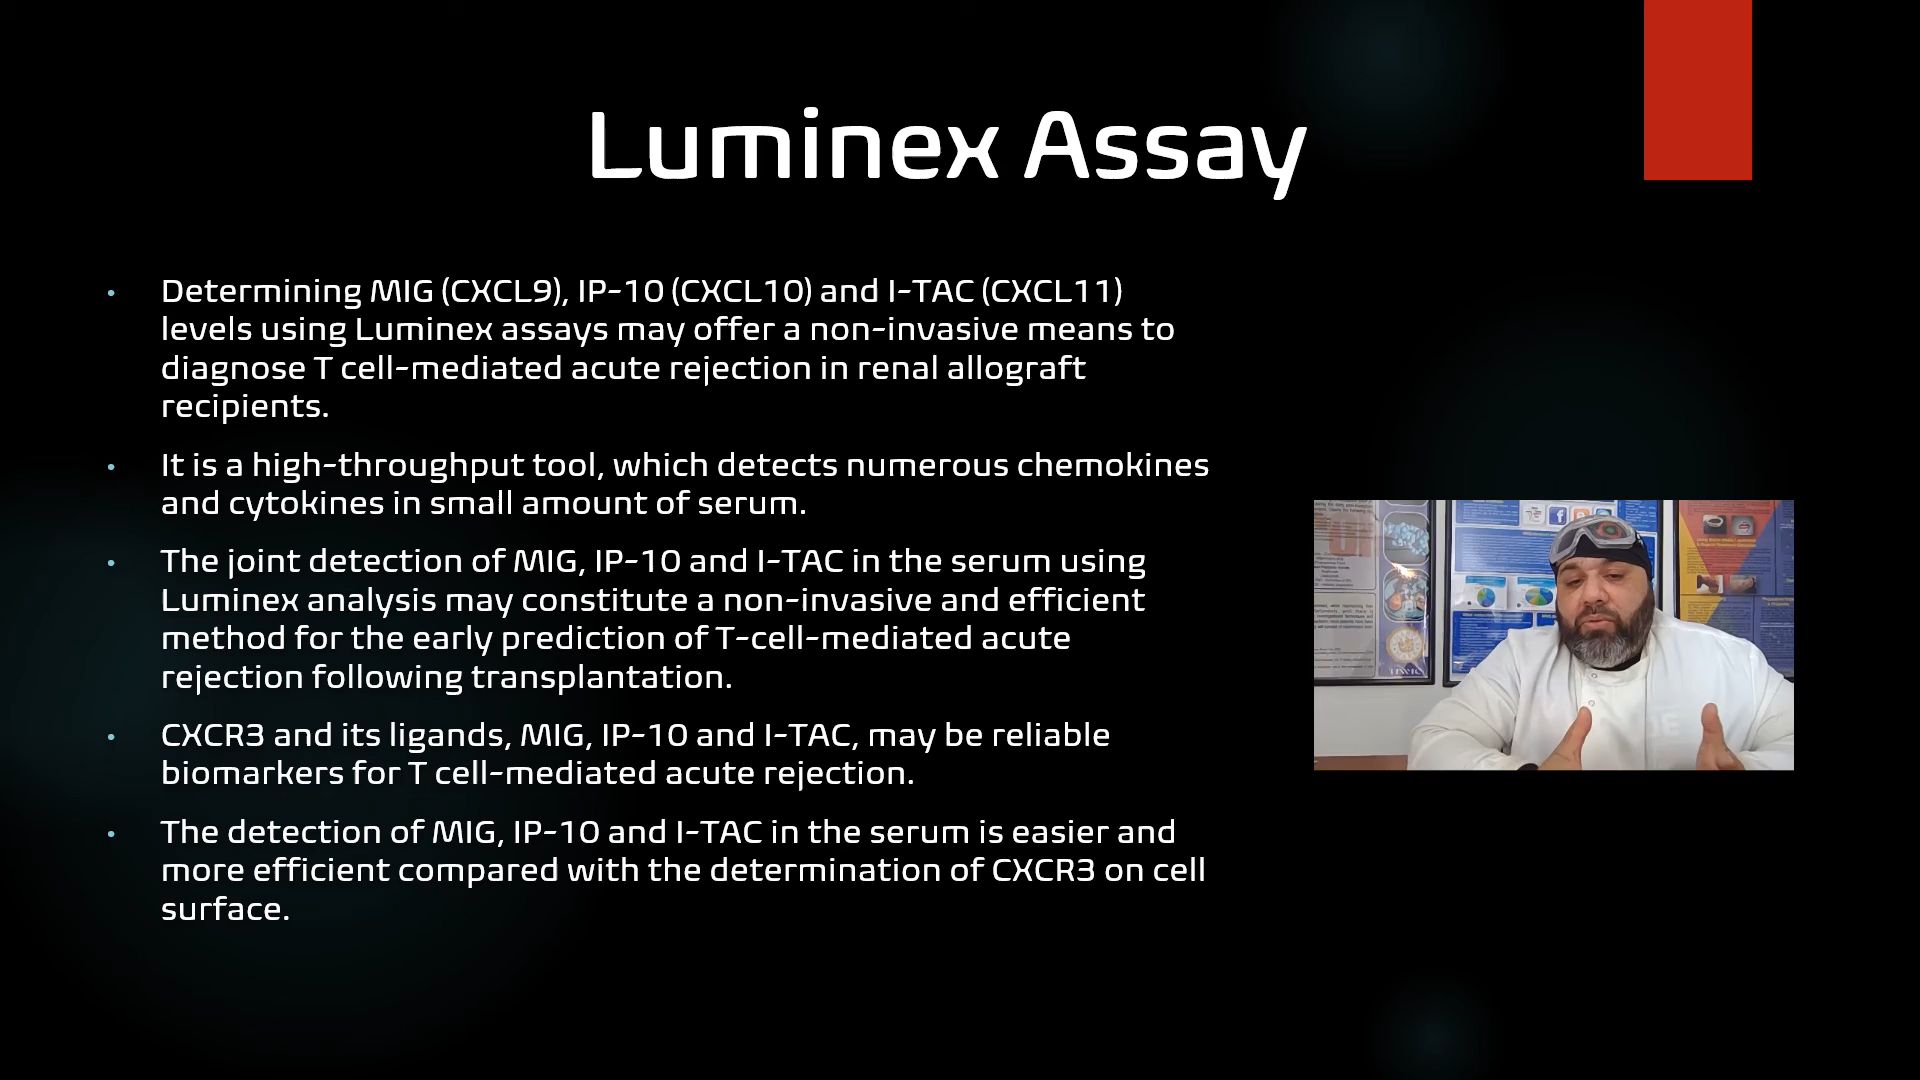 Luminex Assay
• Determining MIG (CXCL9), IP-10 (CXCL10) and I-TAC (CXCL11)
levels using Luminex assays may offer a non-invasive means to
diagnose T cell-mediated acute rejection in renal allograft
recipients.
• It is a high-throughput tool, which detects numerous chemokines
and cytokines in small amount of serum.
• The joint detection of MIG, IP-10 and I-TAC in the serum using
Luminex analysis may constitute a non-invasive and efficient
method for the early prediction of T-cell-mediated acute
rejection following transplantation.
• CXCR3 and its ligands, MIG, IP-10 and I-TAC, may be reliable
biomarkers for T cell-mediated acute rejection.
• The detection of MIG, IP-10 and I-TAC in the serum is easier and
more efficient compared with the determination of CXCR3 on cell
surface.